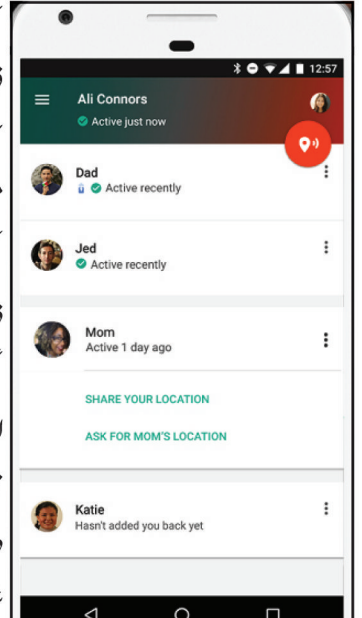 12:57
Ali Connors
Active just now
Dad
Active recently
Jed
Active recently
Mom
Active 1 day ago
SHARE YOUR LOCATION
ASK FOR MOM'S LOCATION
Katie
Hasn't added you back yet